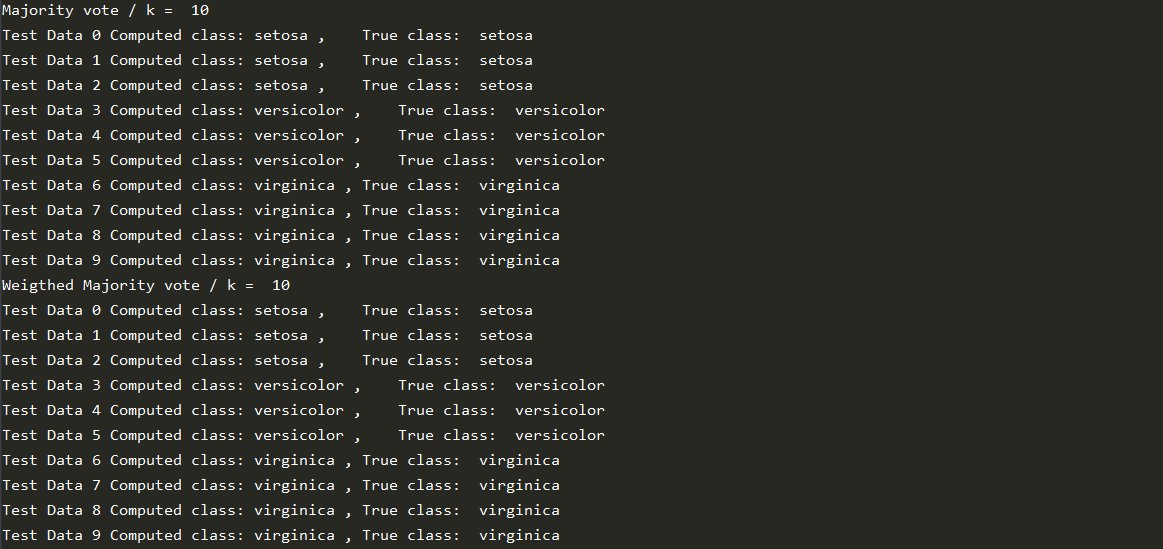 Majority vote / k =  10
Test Data 0 Computed class: setosa ,    True class:  setosa
Test Data 1 Computed class: setosa ,    True class:  setosa
Test Data 2 Computed class: setosa ,    True class:  setosa
Test Data 3 Computed class: versicolor ,    True class:  versicolor
Test Data 4 Computed class: versicolor ,    True class:  versicolor
Test Data 5 Computed class: versicolor ,    True class:  versicolor
Test Data 6 Computed class: virginica , True class:  virginica
Test Data 7 Computed class: virginica , True class:  virginica
Test Data 8 Computed class: virginica , True class:  virginica
Test Data 9 Computed class: virginica , True class:  virginica
Weigthed Majority vote / k =  10
Test Data 0 Computed class: setosa ,    True class:  setosa
Test Data 1 Computed class: setosa ,    True class:  setosa
Test Data 2 Computed class: setosa ,    True class:  setosa
Test Data 3 Computed class: versicolor ,    True class:  versicolor
Test Data 4 Computed class: versicolor ,    True class:  versicolor
Test Data 5 Computed class: versicolor ,    True class:  versicolor
Test Data 6 Computed class: virginica , True class:  virginica
Test Data 7 Computed class: virginica , True class:  virginica
Test Data 8 Computed class: virginica , True class:  virginica
Test Data 9 Computed class: virginica , True class:  virginica